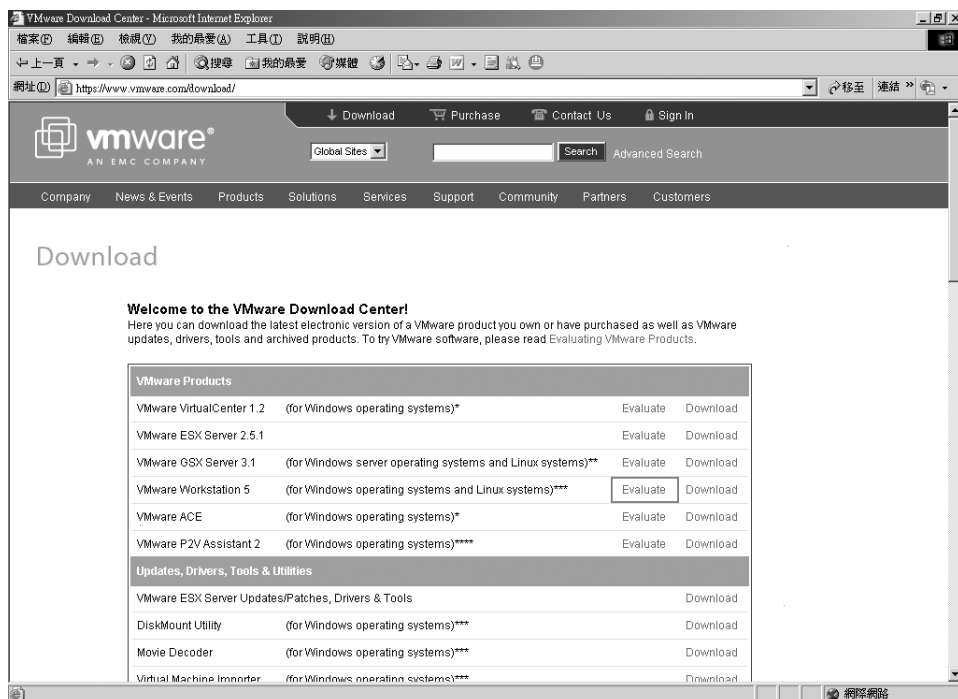 VMware Download Center - Microsoft Internet Explorer
檔案(F) 編輯(E) 檢視(V) 我的最愛(A) 工具(T) 說明(H)
上一頁 搜尋 我的最愛 媒體
網址(D) https://www.vmware.com/download/ 移至 連結 »
Download Purchase Contact Us Sign In
vmware®
AN EMC COMPANY
Global Sites Search Advanced Search
Company News & Events Products Solutions Services Support Community Partners Customers
Download
Welcome to the VMware Download Center!
Here you can download the latest electronic version of a VMware product you own or have purchased as well as VMware
updates, drivers, tools and archived products. To try VMware software, please read Evaluating VMware Products.
VMware Products
VMware VirtualCenter 1.2 (for Windows operating systems)* Evaluate Download
VMware ESX Server 2.5.1 Evaluate Download
VMware GSX Server 3.1 (for Windows server operating systems and Linux systems)** Evaluate Download
VMware Workstation 5 (for Windows operating systems and Linux systems)*** Evaluate Download
VMware ACE (for Windows operating systems)* Evaluate Download
VMware P2V Assistant 2 (for Windows operating systems)**** Evaluate Download
Updates, Drivers, Tools & Utilities
VMware ESX Server Updates/Patches, Drivers & Tools Download
DiskMount Utility (for Windows operating systems)*** Download
Movie Decoder (for Windows operating systems)*** Download
Virtual Machine Importer (for Windows operating systems)*** Download
網際網路